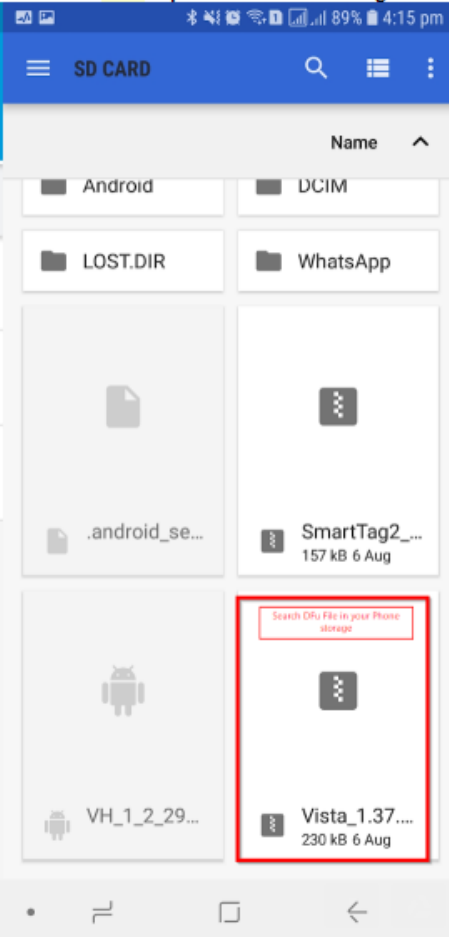 89% 4:15 pm
SD CARD
Name
Android
DCIM
LOST.DIR
WhatsApp
.android_se...
SmartTag2_...
157 kB 6 Aug
Search DFu File in your Phone
storage
VH_1_2_29...
Vista_1.37....
230 kB 6 Aug